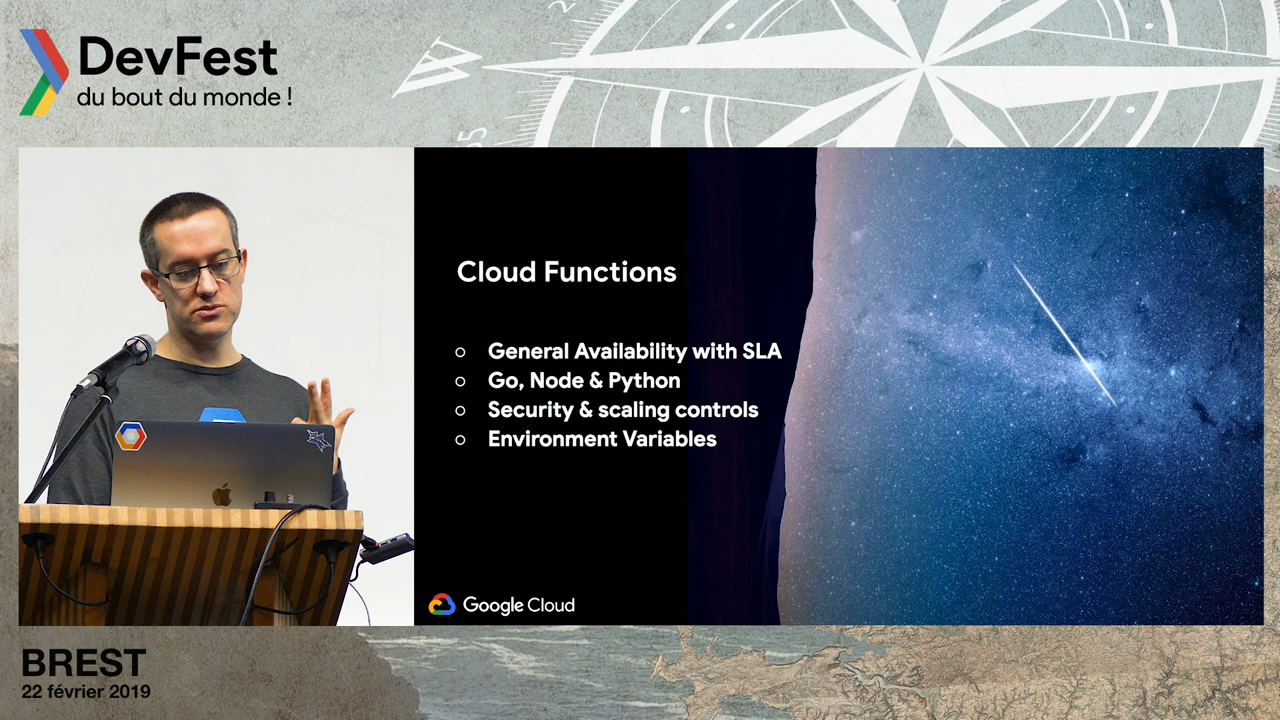 DevFest
du bout du monde !
W
Cloud Functions
General Availability with SLA
Go, Node & Python
Security & scaling controls
Environment Variables
Google Cloud
BREST
22 février 2019